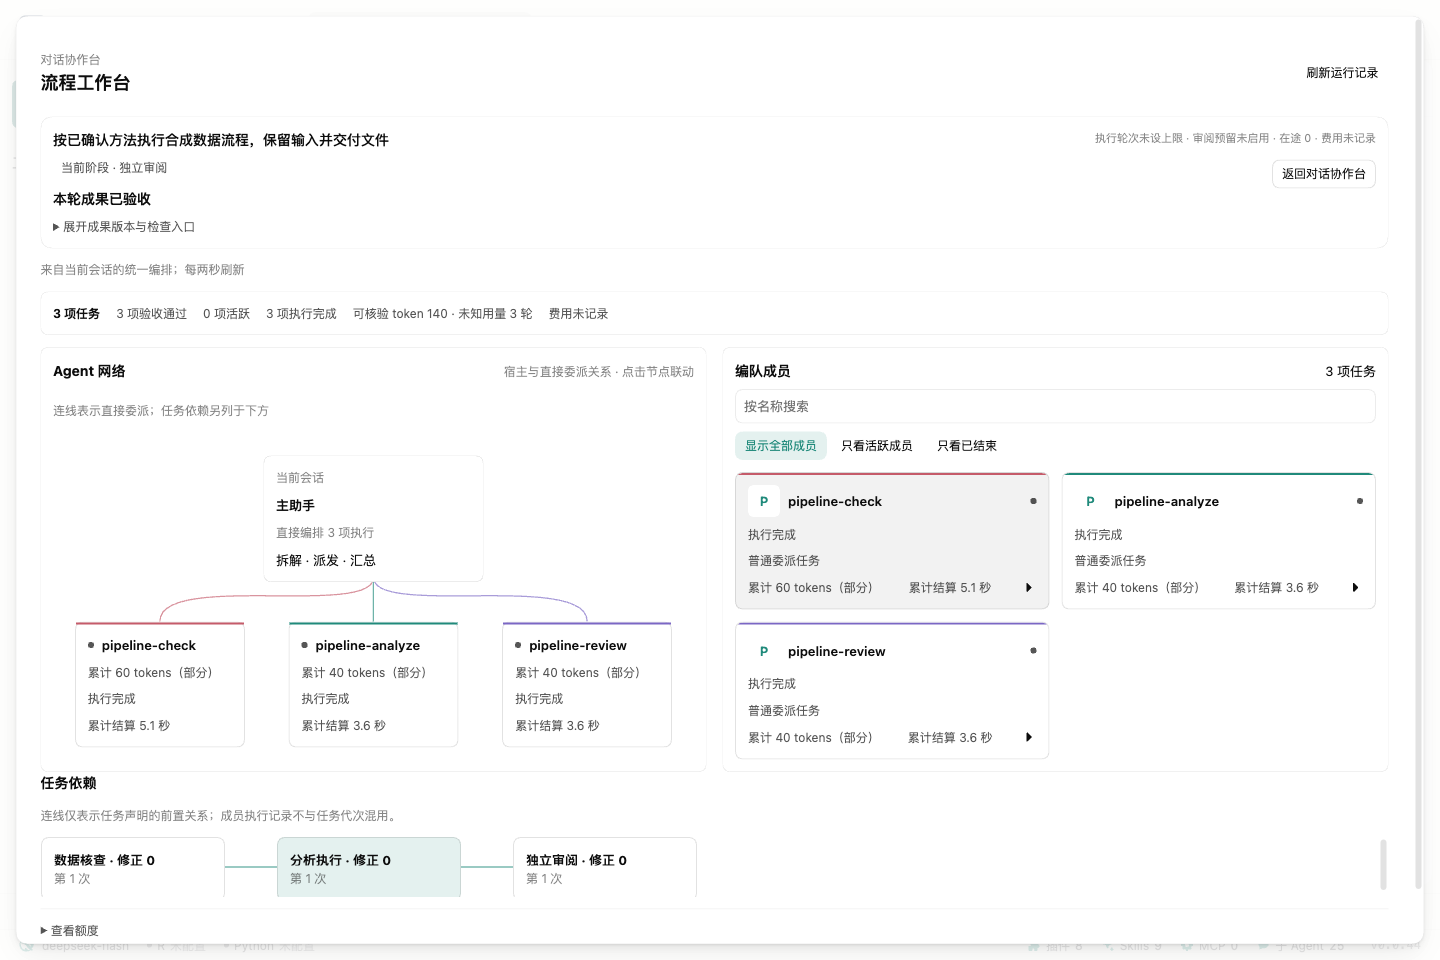 对话协作台
流程工作台
刷新运行记录
按已确认方法执行合成数据流程，保留输入并交付文件
执行轮次未设上限 · 审阅预留未启用 · 在途 0 · 费用未记录
当前阶段 · 独立审阅
返回对话协作台
本轮成果已验收
展开成果版本与检查入口
来自当前会话的统一编排；每两秒刷新
3 项任务 3 项验收通过 0 项活跃 3 项执行完成 可核验 token 140 · 未知用量 3 轮 费用未记录
Agent 网络
宿主与直接委派关系 · 点击节点联动
连线表示直接委派；任务依赖另列于下方
当前会话
主助手
直接编排 3 项执行
拆解 · 派发 · 汇总
pipeline-check
累计 60 tokens（部分）
执行完成
累计结算 5.1 秒
pipeline-analyze
累计 40 tokens（部分）
执行完成
累计结算 3.6 秒
pipeline-review
累计 40 tokens（部分）
执行完成
累计结算 3.6 秒
编队成员
3 项任务
按名称搜索
显示全部成员 只看活跃成员 只看已结束
P pipeline-check
执行完成
普通委派任务
累计 60 tokens（部分） 累计结算 5.1 秒
P pipeline-analyze
执行完成
普通委派任务
累计 40 tokens（部分） 累计结算 3.6 秒
P pipeline-review
执行完成
普通委派任务
累计 40 tokens（部分） 累计结算 3.6 秒
任务依赖
连线仅表示任务声明的前置关系；成员执行记录不与任务代次混用。
数据核查 · 修正 0
第 1 次
分析执行 · 修正 0
第 1 次
独立审阅 · 修正 0
第 1 次
查看额度